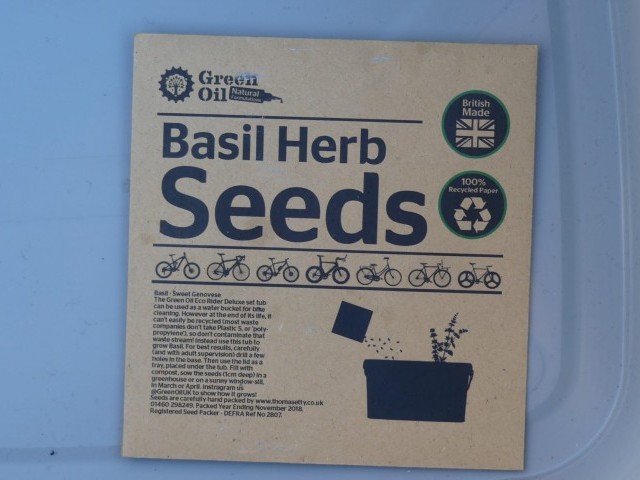 Green
Oil
Natural
British
Made
Basil Herb
Seeds
100%
Recycled Paper
Basil - Sweet Genovese
The Green Oil Eco Rider Deluxe set tub
can be used as a water bucket for bike
cleaning. However at the end of its life, it
can't easily be recycled (most waste
companies don't take Plastic 5, or 'poly-
propylene'), so don't contaminate that
waste stream! Instead use this tub to
grow Basil. For best results, carefully
(and with adult supervision) drill a few
holes in the base. Then use the lid as a
tray, placed under the tub. Fill with
compost, sow the seeds (1cm deep) in a
greenhouse or on a sunny window-sill,
in March or April. Instragram us
@GreenOilUK to show how it grows!
Seeds are carefully hand packed by www.thomasetty.co.uk
01460 298249. Packed Year Ending November 2018.
Registered Seed Packer - DEFRA Ref No 2807.